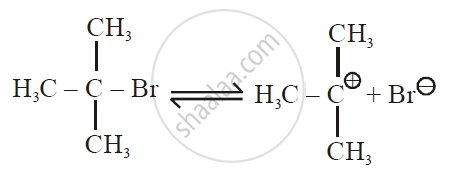 CH₃ CH₃
H₃C – C – Br ⇌ H₃C – C⊕ + Br⊖
CH₃ CH₃
shaalaa.com